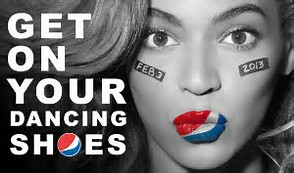 GET
ON
YOUR
DANCING
SHOES
FEB 3
2013